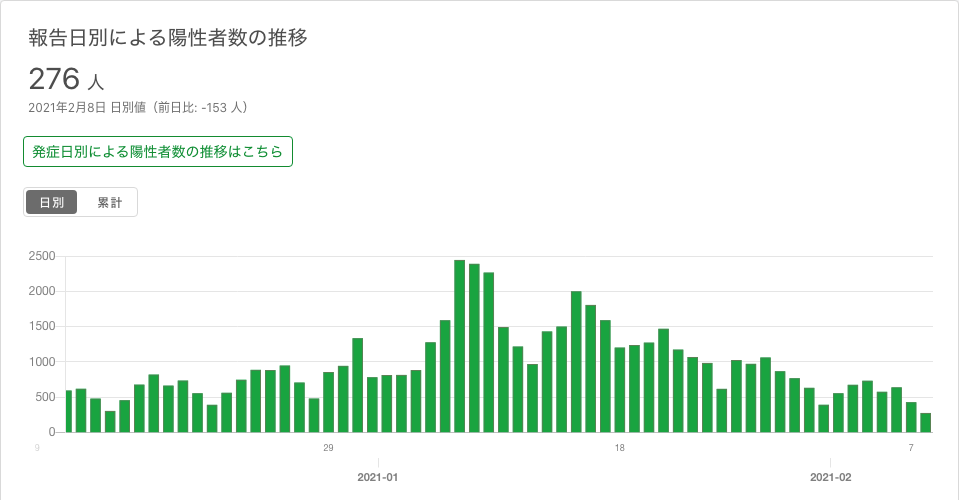 報告日別による陽性者数の推移
276 人
2021年2月8日 日別値（前日比: -153 人）
発症日別による陽性者数の推移はこちら
日別 累計
2500
2000
1500
1000
500
0
9 29 18 7
2021-01 2021-02